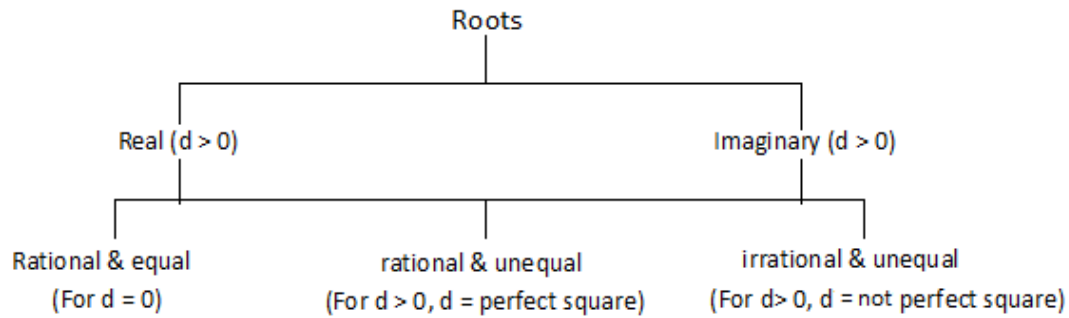 Roots
Real (d > 0)
Imaginary (d > 0)
Rational & equal
(For d = 0)
rational & unequal
(For d > 0, d = perfect square)
irrational & unequal
(For d> 0, d = not perfect square)